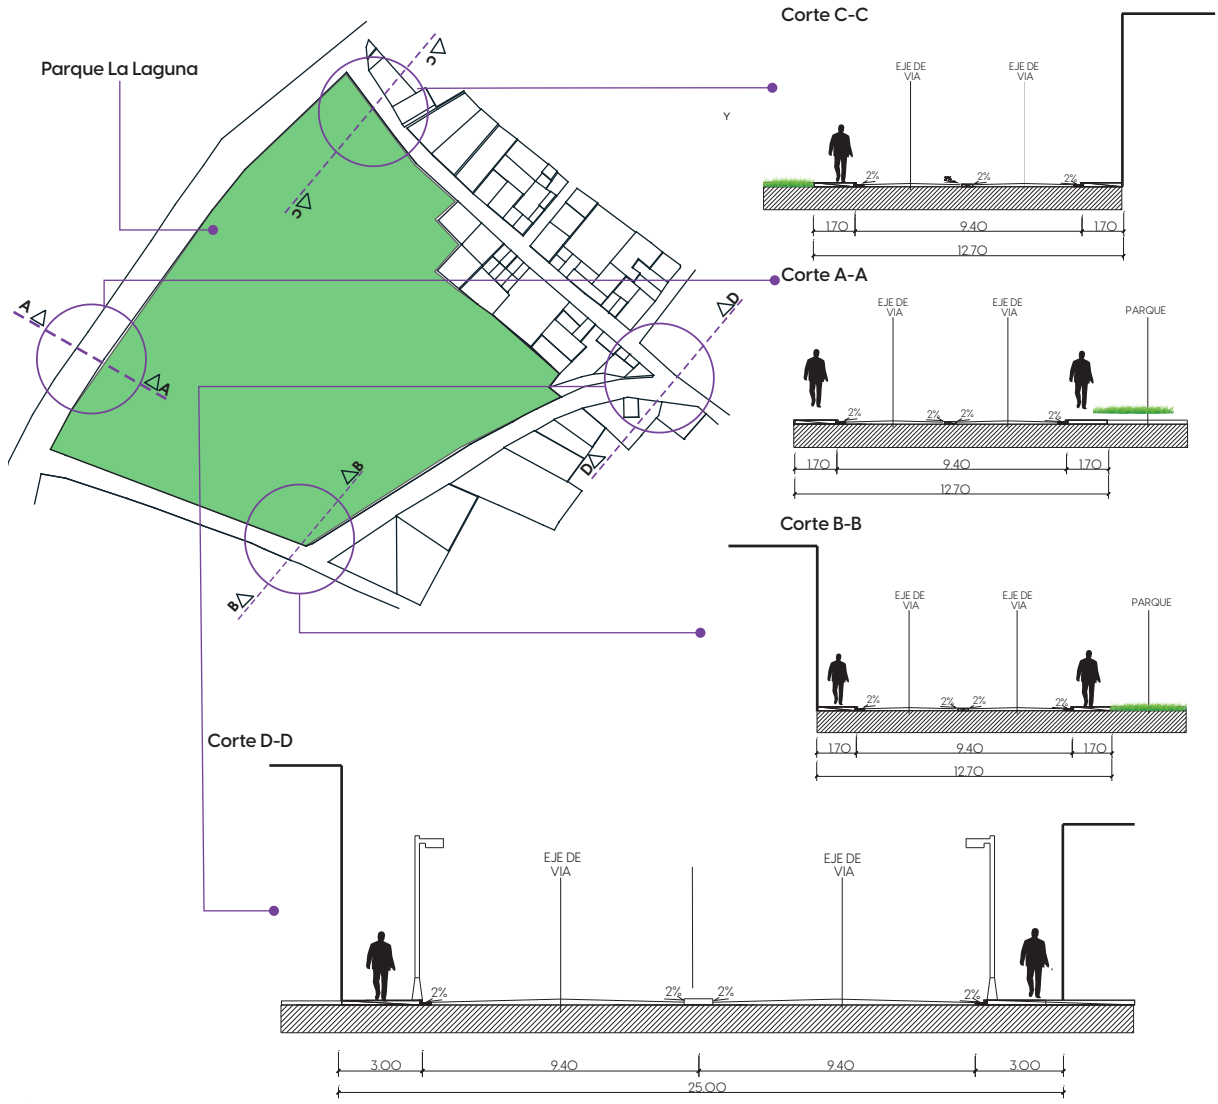 Parque La Laguna
C
C
A
A
B
B
D
D
Y
Corte C-C
EJE DE
VIA
EJE DE
VIA
2%
2%
2%
1.70
9.40
1.70
12.70
Corte A-A
EJE DE
VIA
EJE DE
VIA
PARQUE
2%
2%
2%
2%
1.70
9.40
1.70
12.70
Corte B-B
EJE DE
VIA
EJE DE
VIA
PARQUE
2%
2%
2%
2%
1.70
9.40
1.70
12.70
Corte D-D
EJE DE
VIA
EJE DE
VIA
2%
2%
2%
2%
3.00
9.40
9.40
3.00
25.00